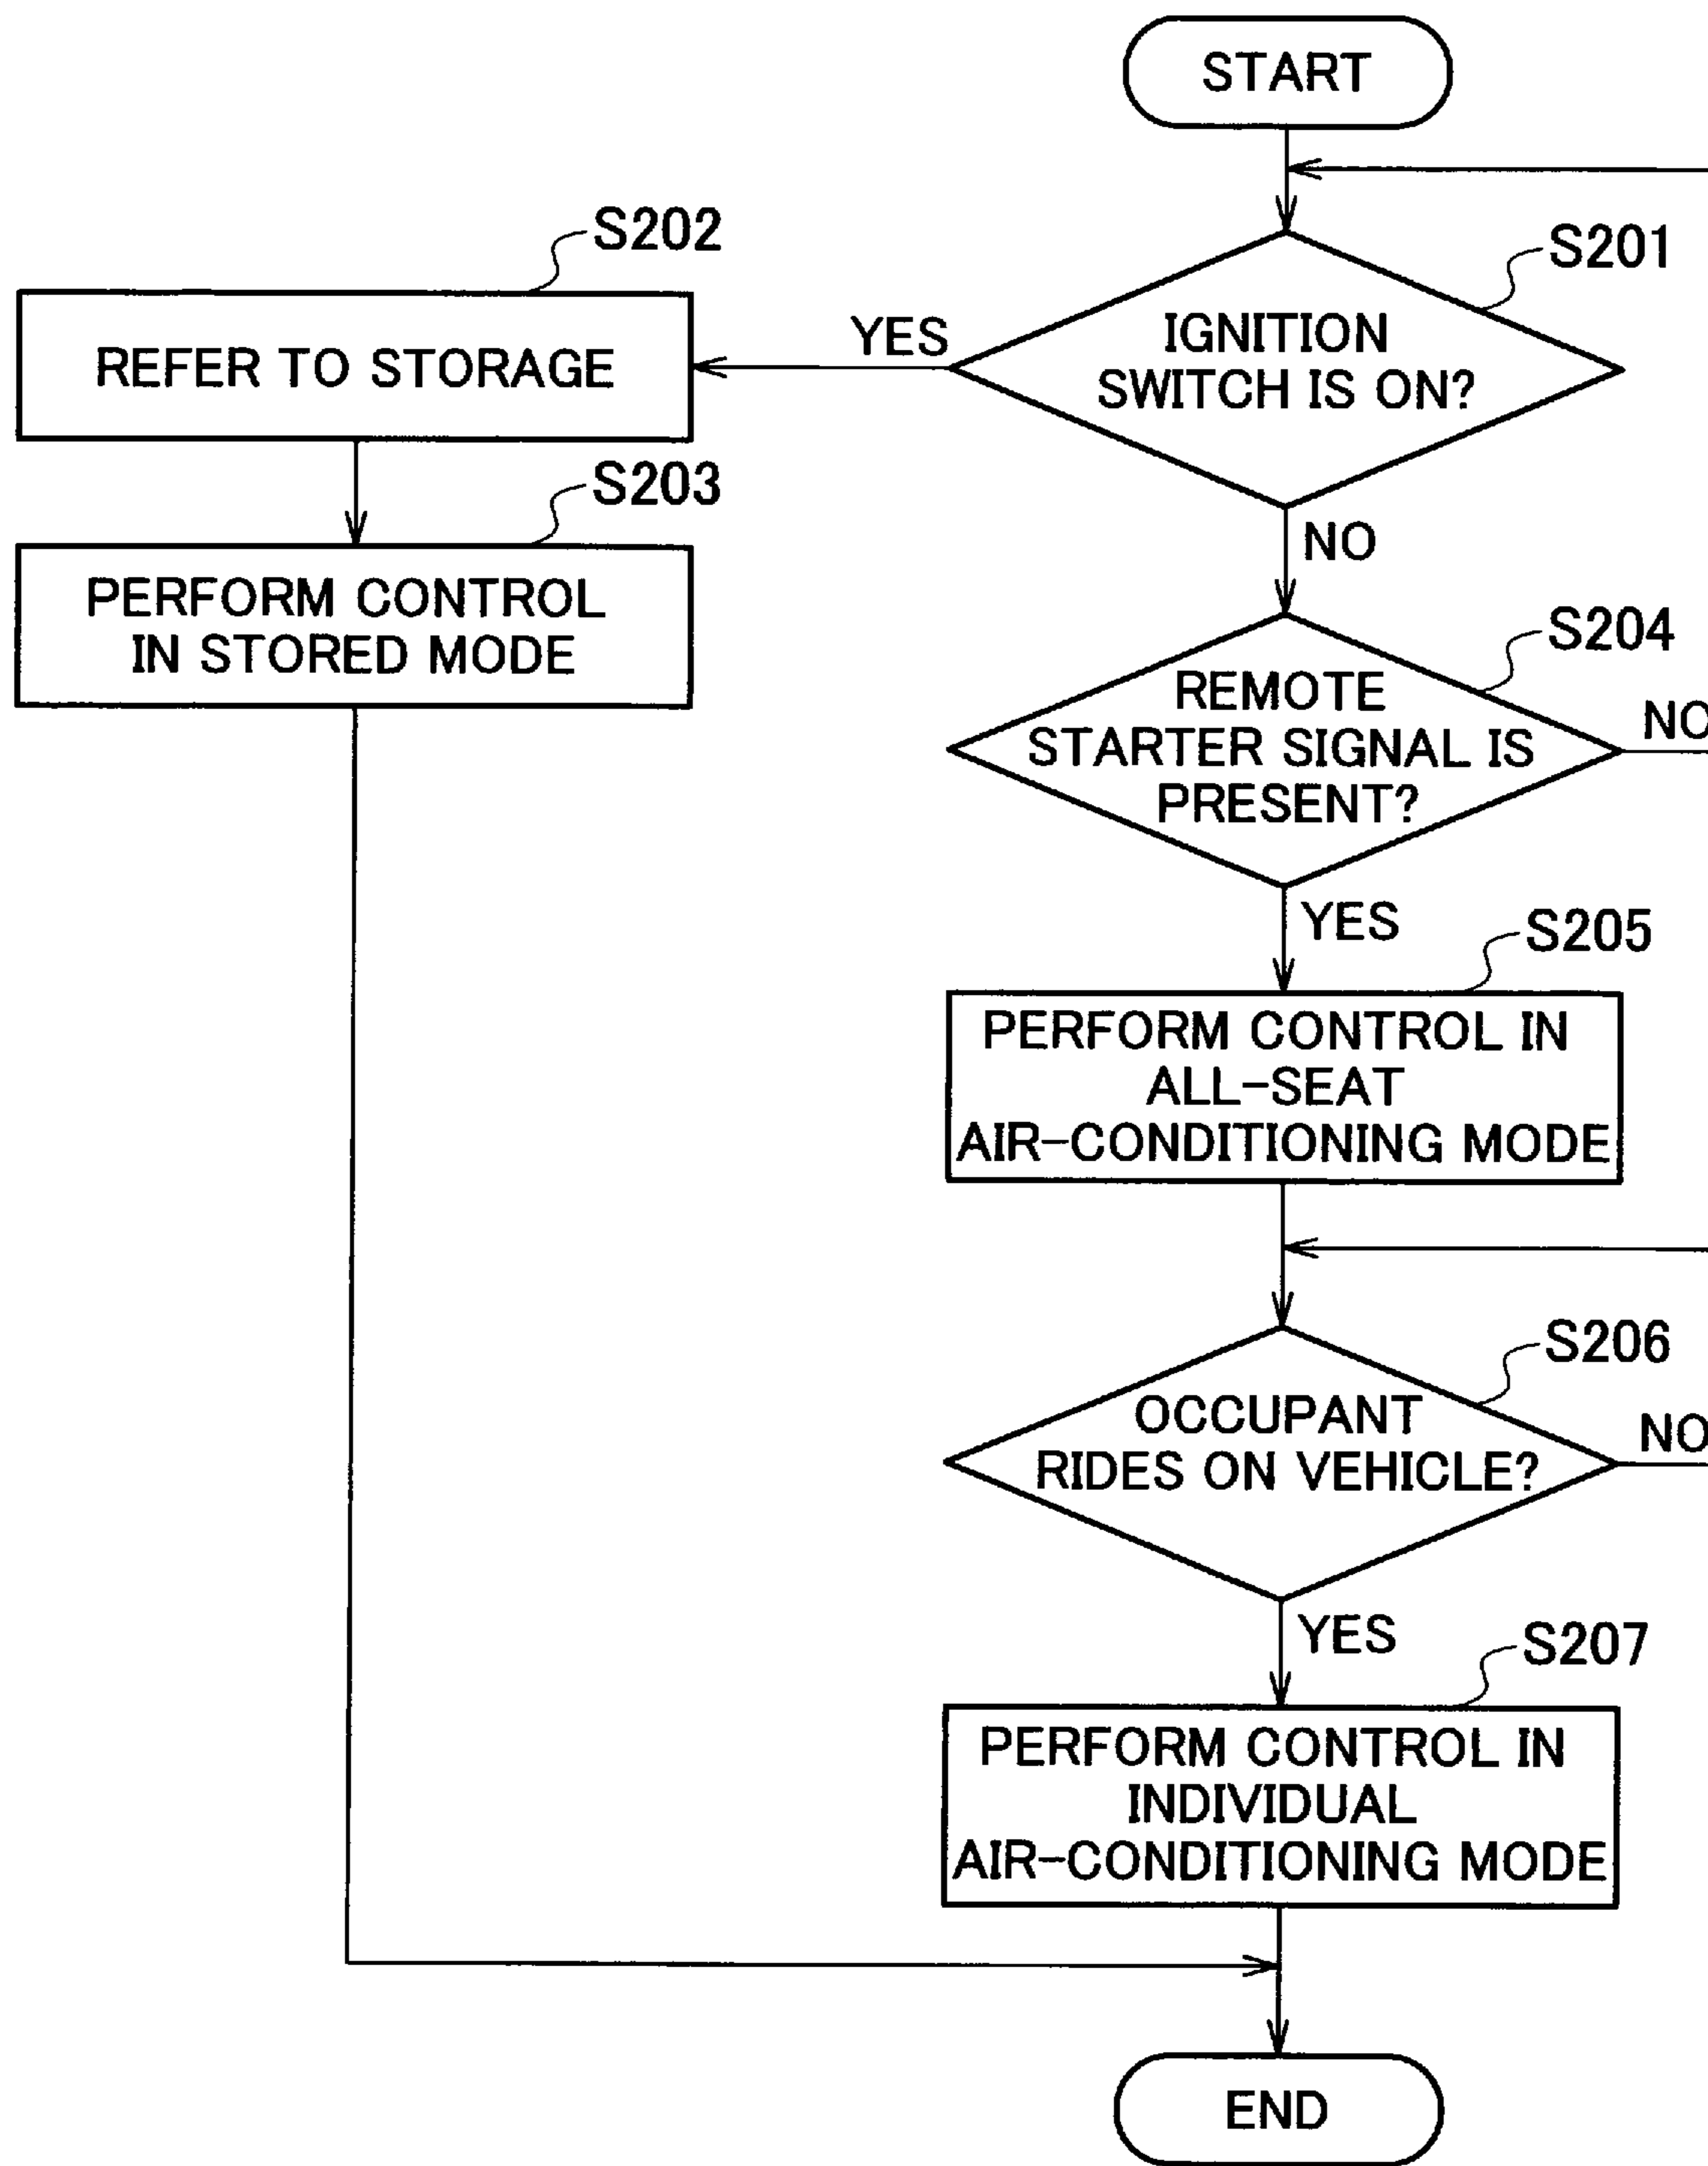 START
S201
IGNITION
SWITCH IS ON?
YES
S202
REFER TO STORAGE
S203
PERFORM CONTROL
IN STORED MODE
NO
S204
REMOTE
STARTER SIGNAL IS
PRESENT?
NO
YES
S205
PERFORM CONTROL IN
ALL-SEAT
AIR-CONDITIONING MODE
S206
OCCUPANT
RIDES ON VEHICLE?
NO
YES
S207
PERFORM CONTROL IN
INDIVIDUAL
AIR-CONDITIONING MODE
END